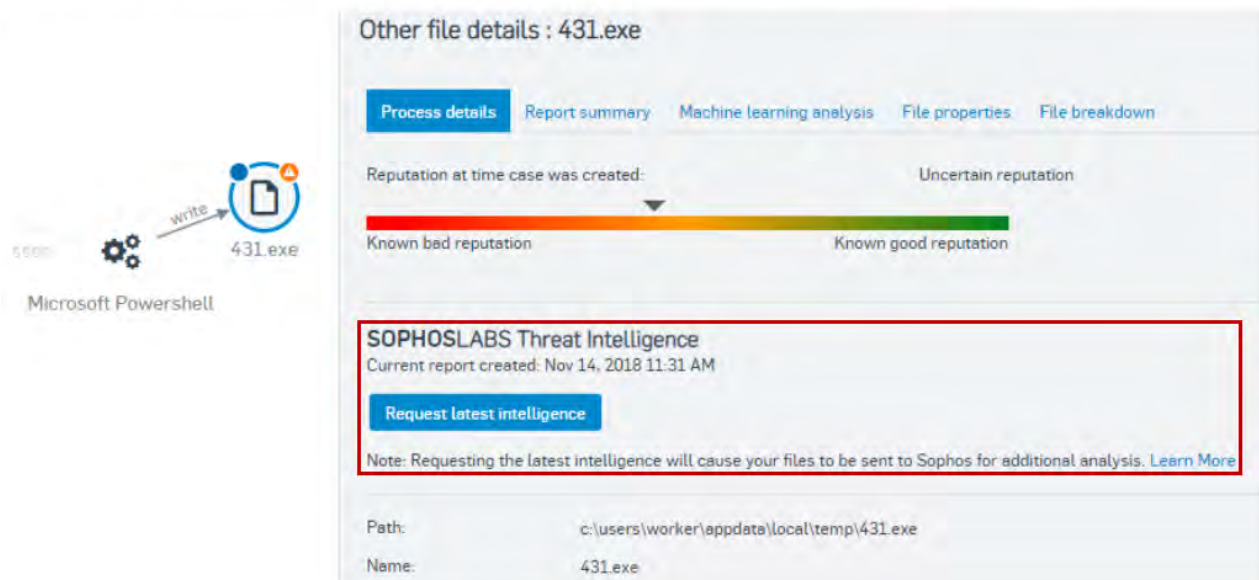 Other file details : 431.exe
Process details Report summary Machine learning analysis File properties File breakdown
Reputation at time case was created: Uncertain reputation
Known bad reputation Known good reputation
write
431.exe
Microsoft Powershell
SOPHOSLABS Threat Intelligence
Current report created: Nov 14, 2018 11:31 AM
Request latest intelligence
Note: Requesting the latest intelligence will cause your files to be sent to Sophos for additional analysis. Learn More
Path: c:\users\worker\appdata\local\temp\431.exe
Name: 431.exe